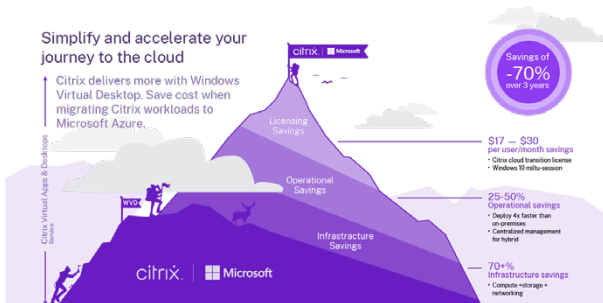 Simplify and accelerate your
journey to the cloud
Citrix delivers more with Windows
Virtual Desktop. Save cost when
migrating Citrix workloads to
Microsoft Azure.
citrix. | Microsoft
Savings of
-70%
over 3 years
Licensing
Savings
$17 — $30
per user/month savings
• Citrix cloud transition license
• Windows 10 miltu-session
Operational
Savings
25-50%
Operational savings
• Deploy 4x faster than
on-premises
• Centralized management
for hybrid
WVD
Infrastructure
Savings
70+%
Infrastructure savings
• Compute +storage +
networking
citrix. | Microsoft
Citrix Virtual Apps & Desktops
Service